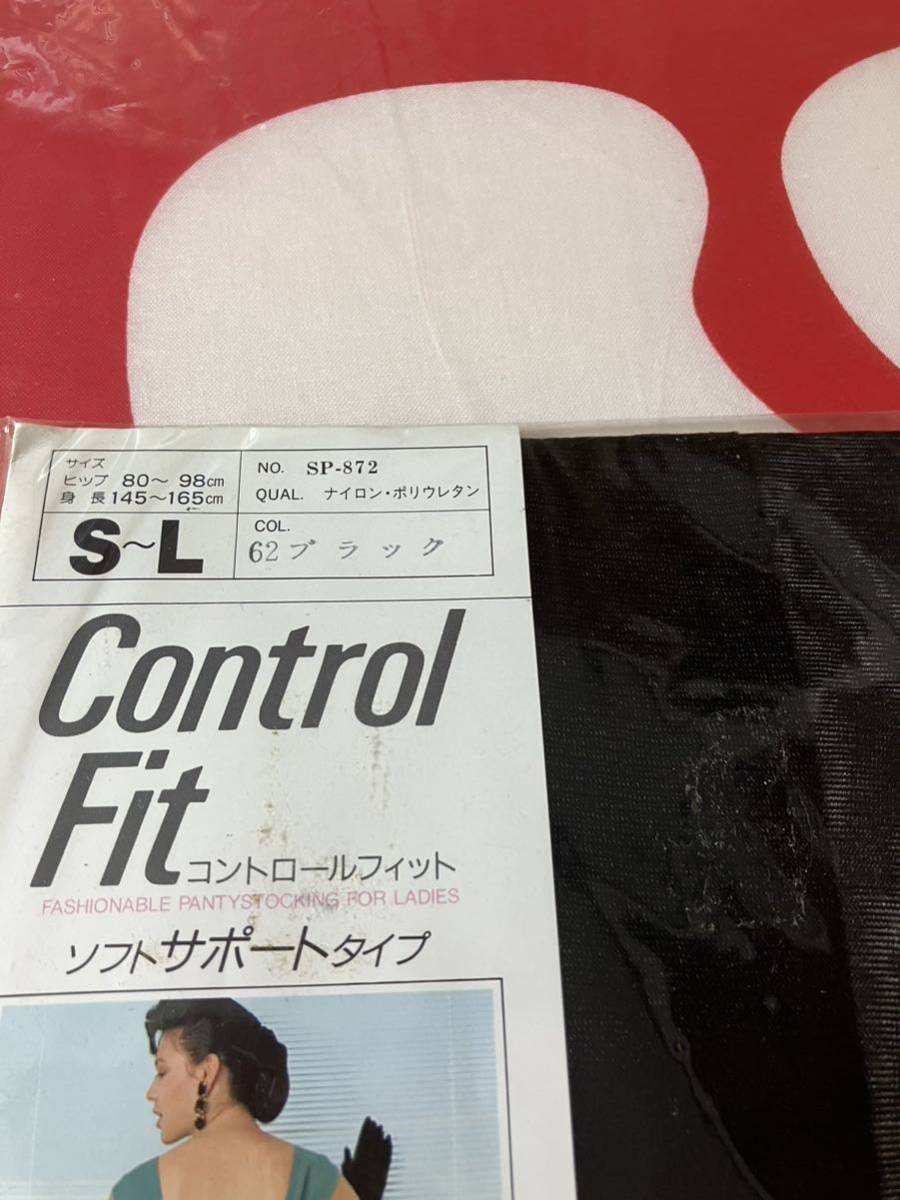 サイズ
ヒップ 80～98cm
身長 145～165cm
S～L
NO. SP-872
QUAL. ナイロン・ポリウレタン
COL.
62ブラック
Control
Fit
コントロールフィット
FASHIONABLE PANTYSTOCKING FOR LADIES
ソフトサポートタイプ